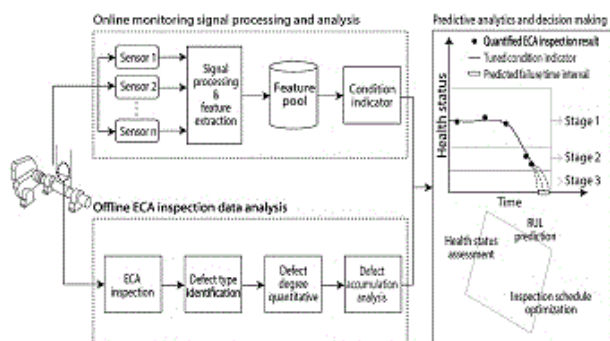 Online monitoring signal processing and analysis
Sensor 1
Sensor 2
Sensor n
Signal
processing
&
feature
extraction
Feature
pool
Condition
indicator
Offline ECA inspection data analysis
ECA
inspection
Defect type
identification
Defect
degree
quantitative
Defect
accumulation
analysis
Predictive analytics and decision making
Quantified ECA inspection result
Tuned condition indicator
Predicted failure time interval
Health status
Stage 1
Stage 2
Stage 3
Time
RUL
prediction
Health status
assessment
Inspection schedule
optimization